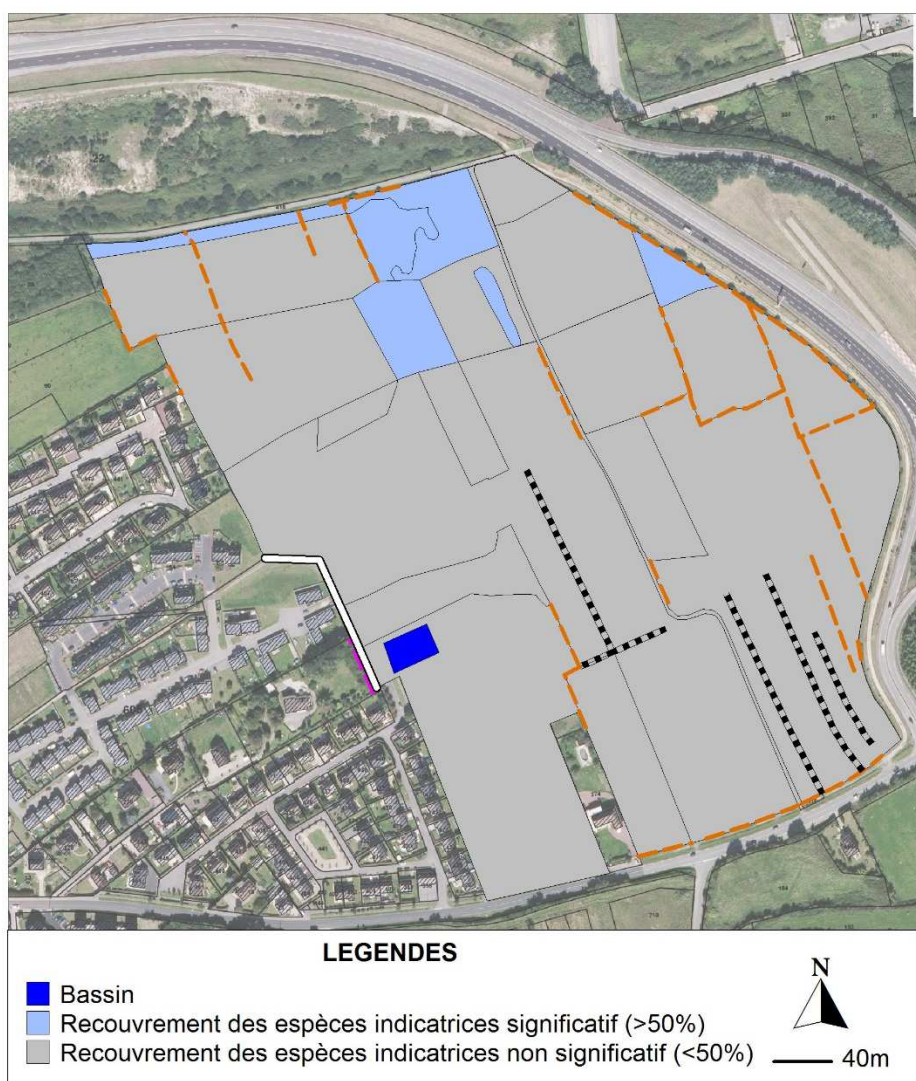 LEGENDES
Bassin
Recouvrement des espèces indicatrices significatif (>50%)
Recouvrement des espèces indicatrices non significatif (<50%)
N
40m